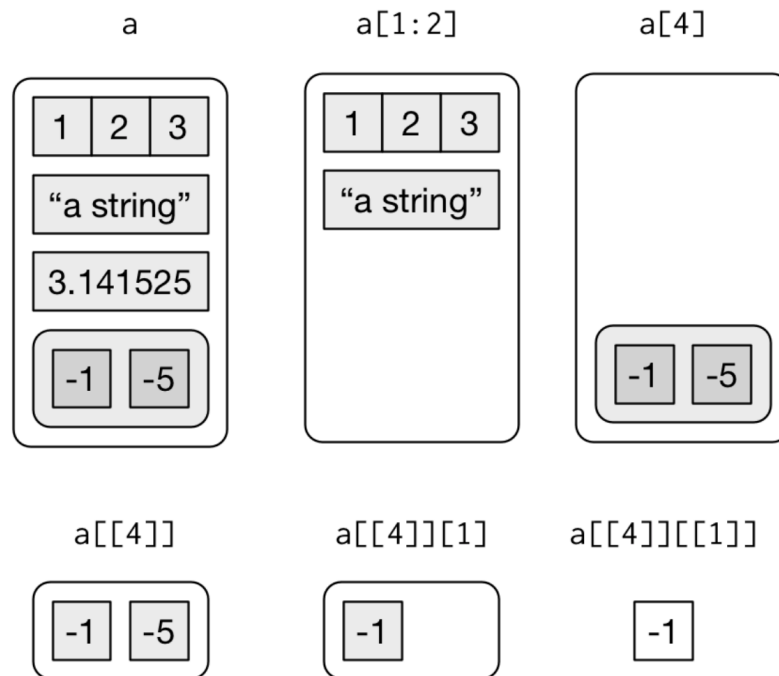 a a[1:2] a[4]
1 2 3 1 2 3
“a string” “a string”
3.141525
-1 -5 -1 -5
a[[4]] a[[4]][1] a[[4]][[1]]
-1 -5 -1 -1